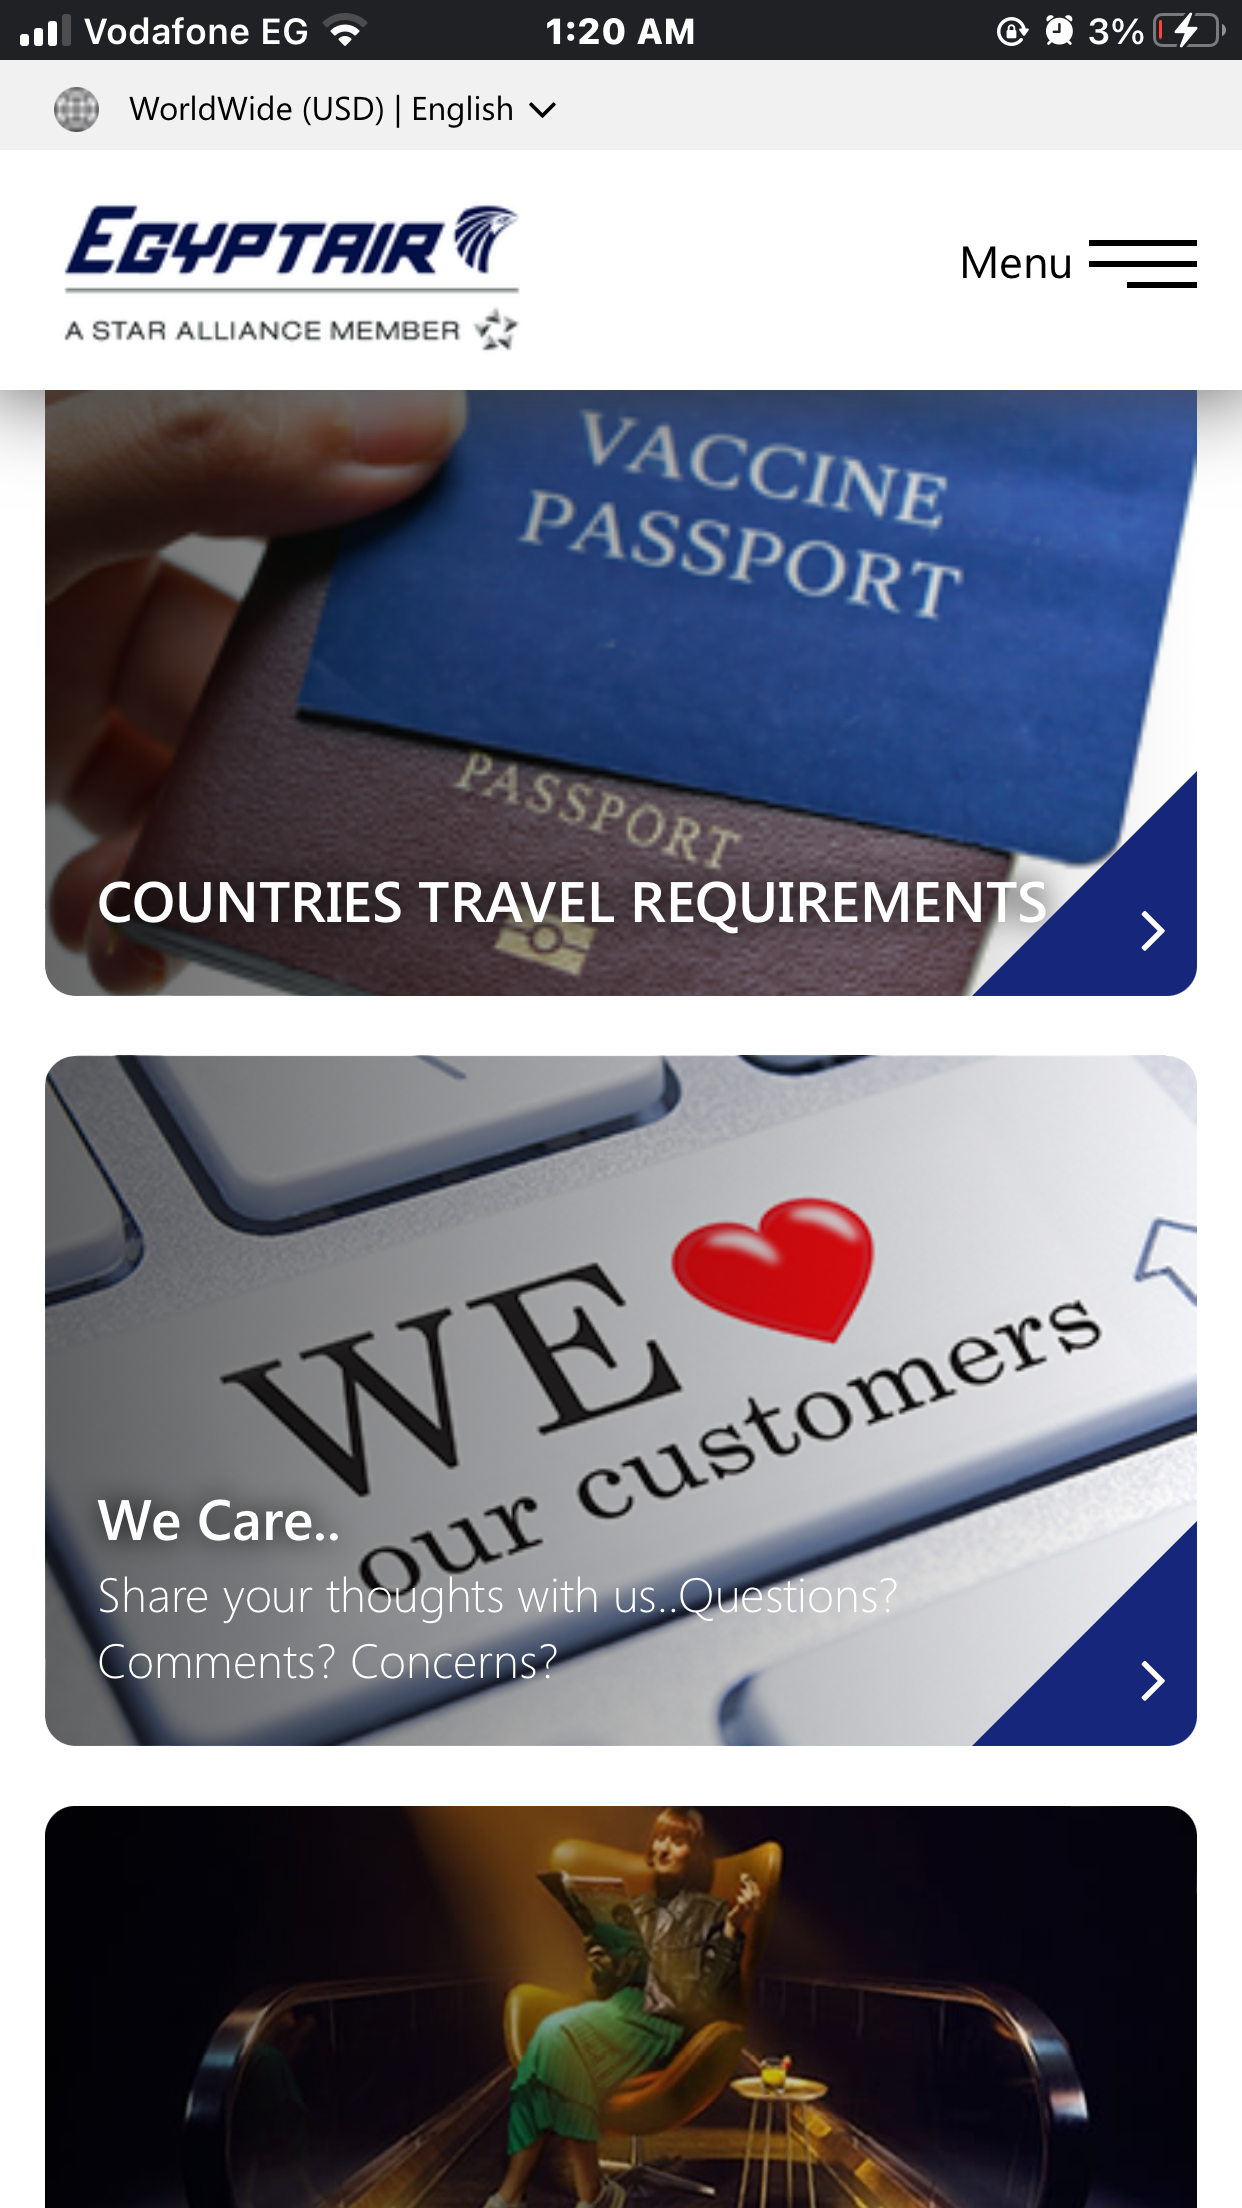 Vodafone EG
1:20 AM
3%
WorldWide (USD) | English
EGYPTAIR
A STAR ALLIANCE MEMBER
Menu
VACCINE
PASSPORT
PASSPORT
COUNTRIES TRAVEL REQUIREMENTS
WE
our customers
We Care..
Share your thoughts with us..Questions?
Comments? Concerns?